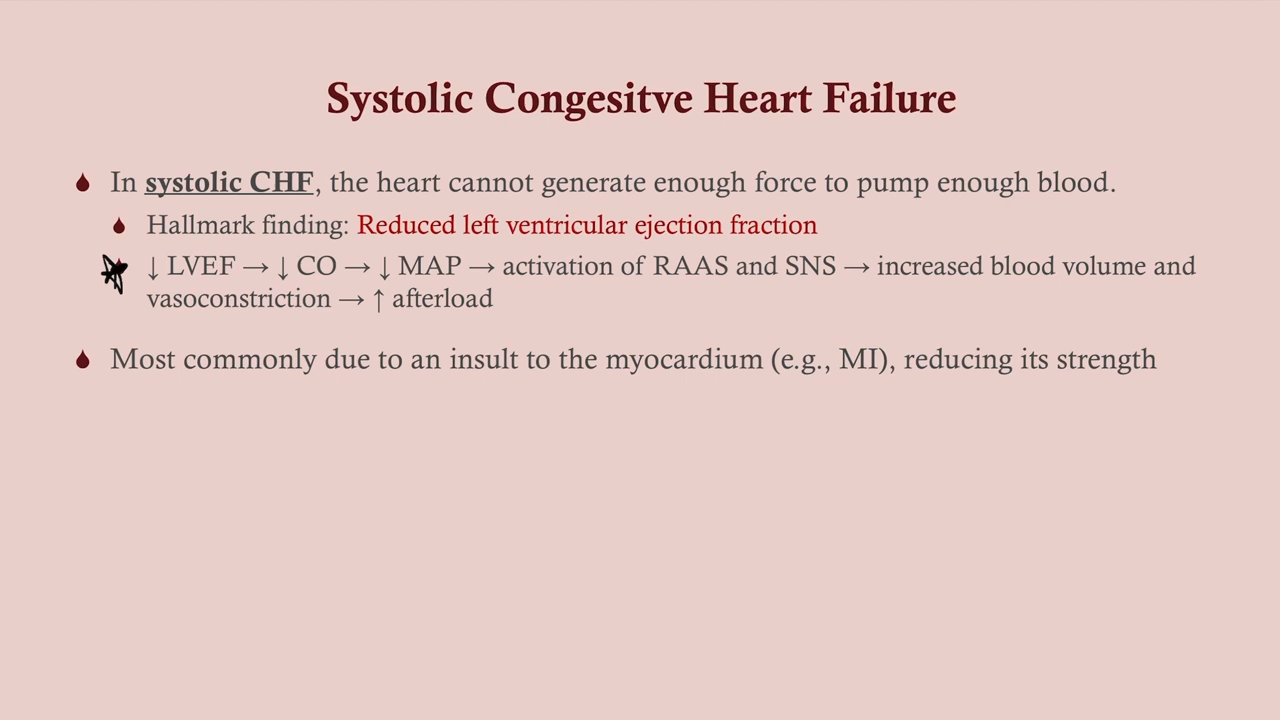 Systolic Congesitve Heart Failure
In systolic CHF, the heart cannot generate enough force to pump enough blood.
Hallmark finding: Reduced left ventricular ejection fraction
↓ LVEF → ↓ CO → ↓ MAP → activation of RAAS and SNS → increased blood volume and
vasoconstriction → ↑ afterload
Most commonly due to an insult to the myocardium (e.g., MI), reducing its strength